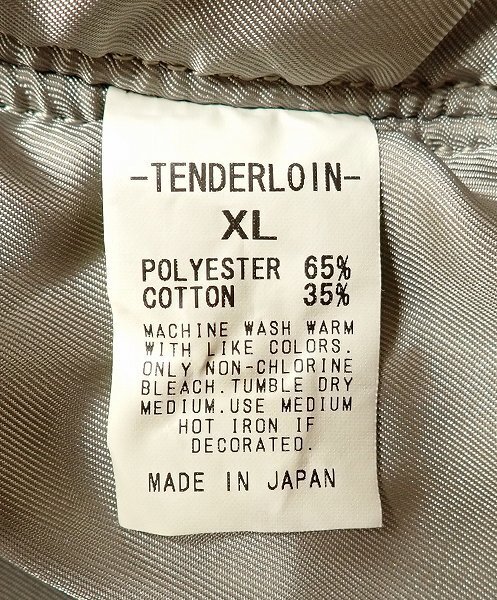 -TENDERLOIN-
XL
POLYESTER 65%
COTTON 35%
MACHINE WASH WARM
WITH LIKE COLORS.
ONLY NON-CHLORINE
BLEACH.TUMBLE DRY
MEDIUM.USE MEDIUM
HOT IRON IF
DECORATED.
MADE IN JAPAN